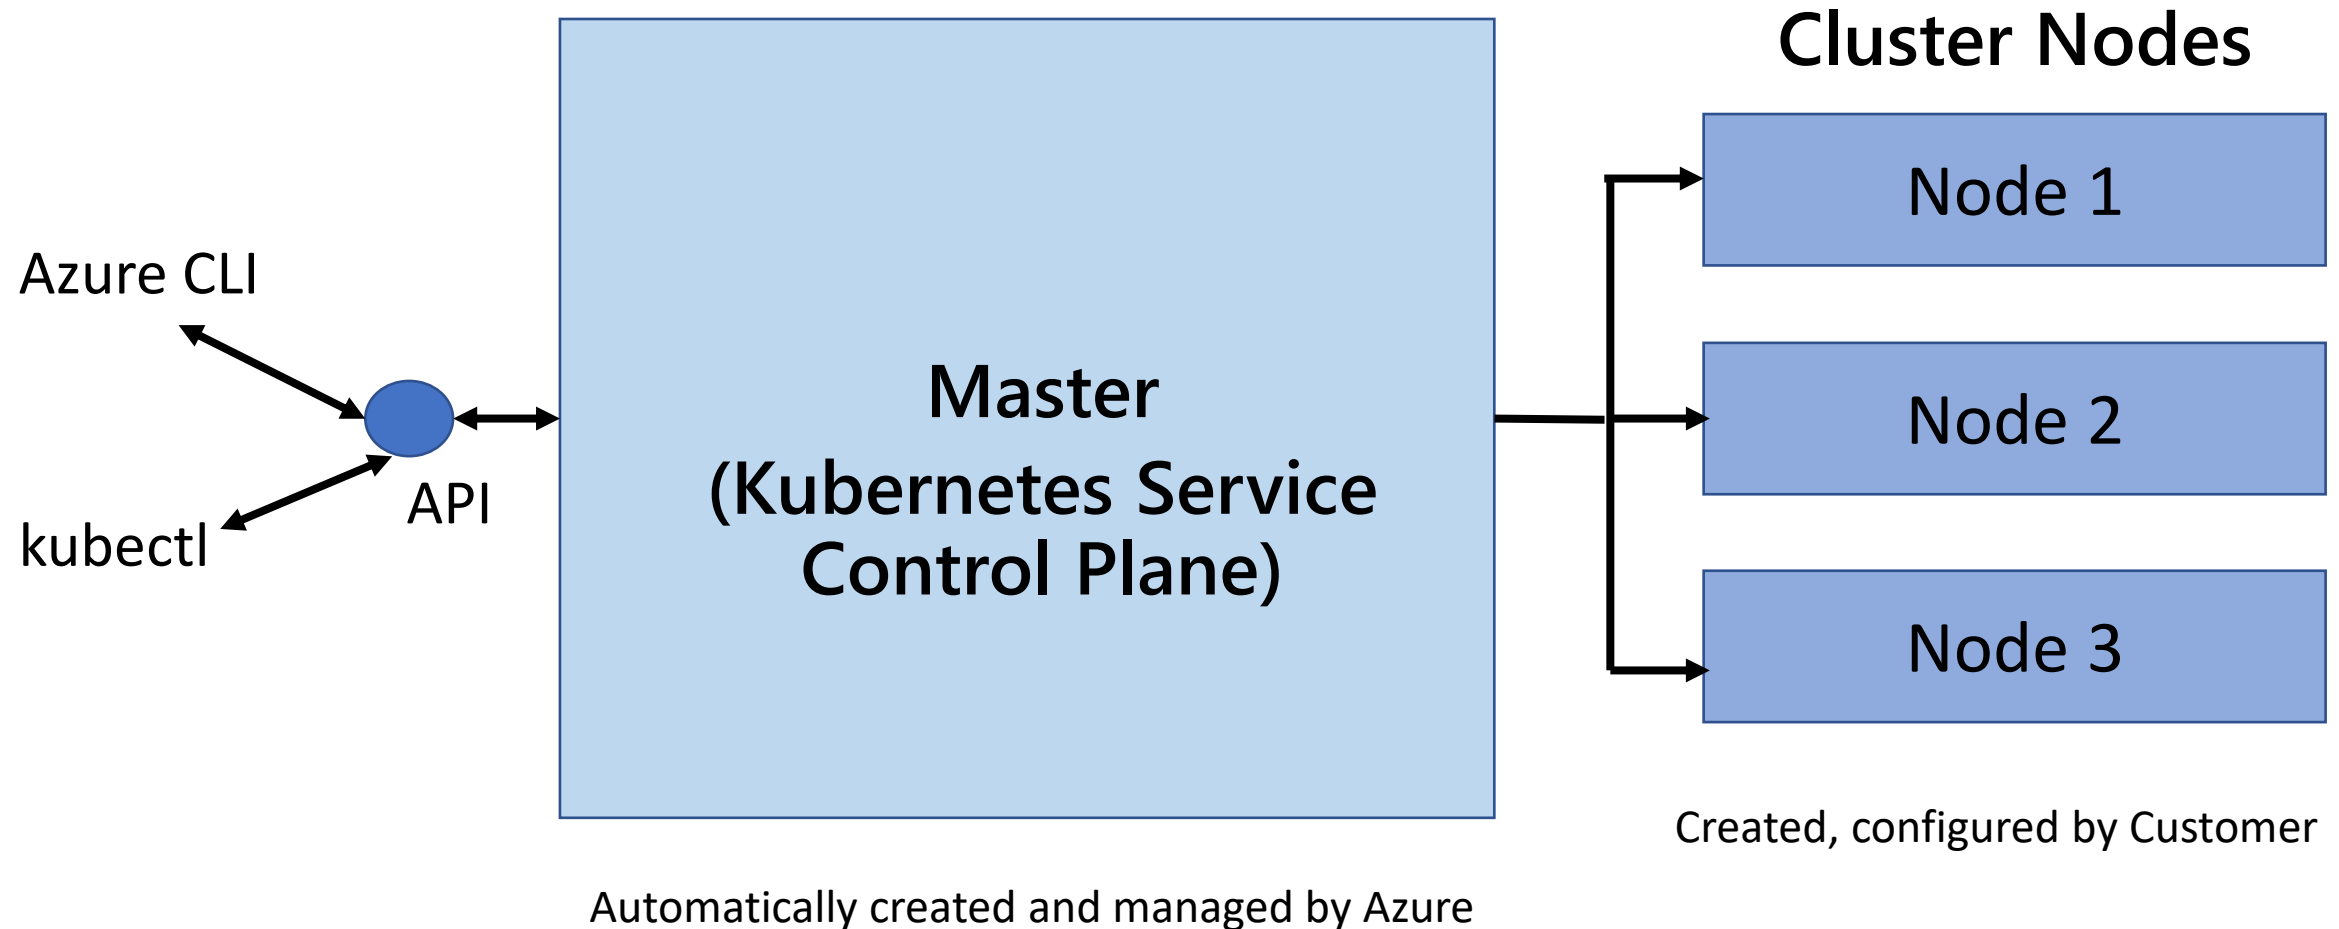 Cluster Nodes
Node 1
Azure CLI
Master
Node 2
(Kubernetes Service
API
kubectl
Control Plane)
Node 3
Created, configured by Customer
Automatically created and managed by Azure